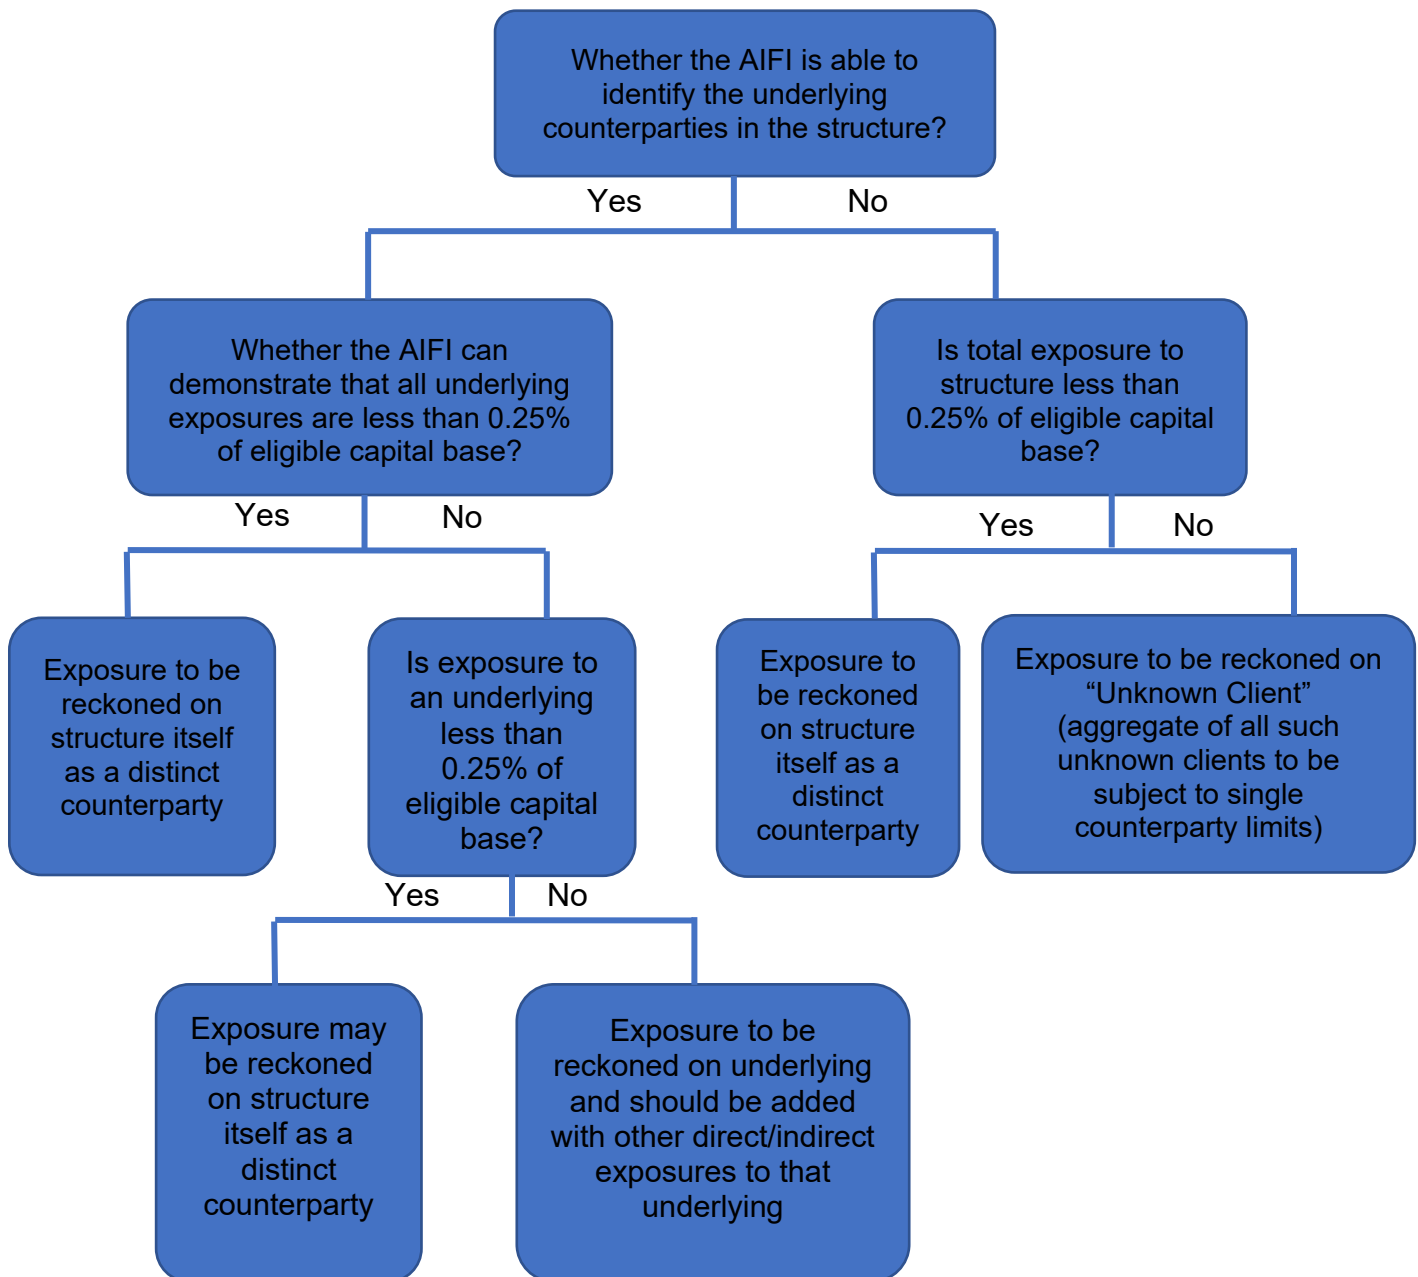 Whether the AIFI is able to
identify the underlying
counterparties in the structure?
Yes
No
Whether the AIFI can
demonstrate that all underlying
exposures are less than 0.25%
of eligible capital base?
Is total exposure to
structure less than
0.25% of eligible capital
base?
Yes
No
Yes
No
Exposure to be
reckoned on
structure itself
as a distinct
counterparty
Is exposure to
an underlying
less than
0.25% of
eligible capital
base?
Exposure to
be reckoned
on structure
itself as a
distinct
counterparty
Exposure to be reckoned on
“Unknown Client”
(aggregate of all such
unknown clients to be
subject to single
counterparty limits)
Yes
No
Exposure may
be reckoned
on structure
itself as a
distinct
counterparty
Exposure to be
reckoned on underlying
and should be added
with other direct/indirect
exposures to that
underlying